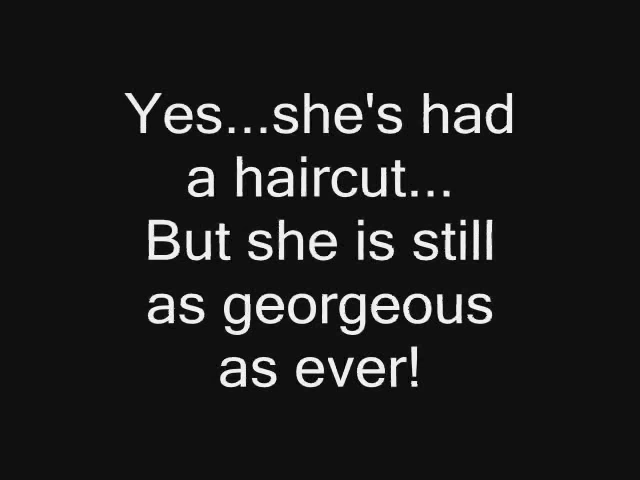 Yes...she's had
a haircut...
But she is still
as georgeous
as ever!